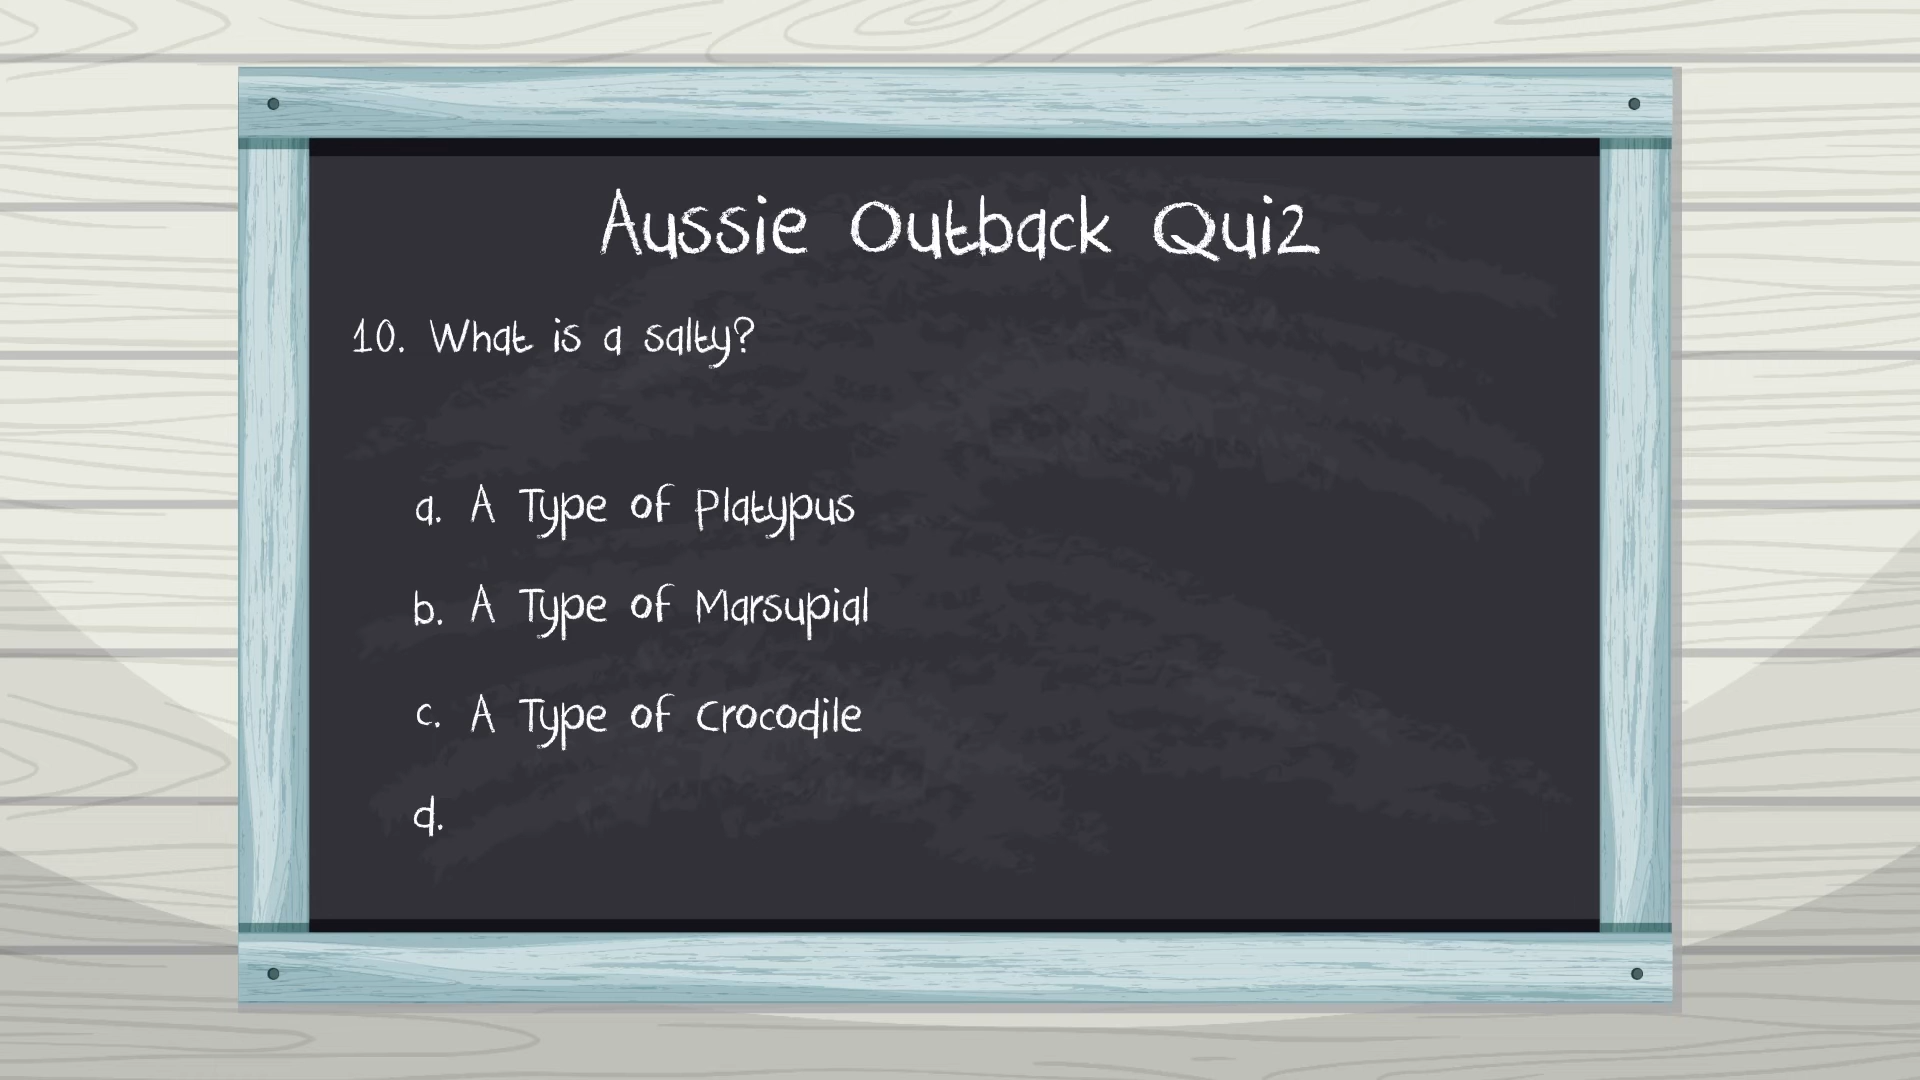 Aussie Outback Quiz
10. What is a salty?
a. A Type of Platypus
b. A Type of Marsupial
c. A Type of Crocodile
d.